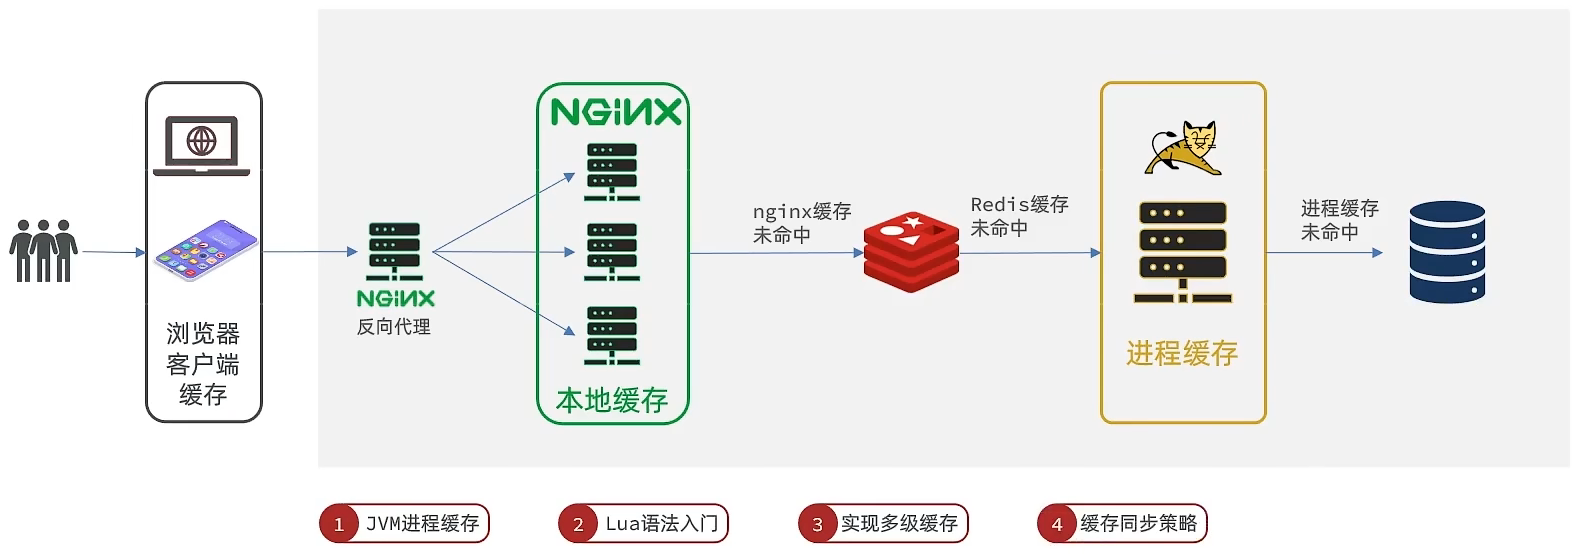 NGINX
nginx缓存
未命中
Redis缓存
未命中
进程缓存
未命中
NGINX
反向代理
浏览器
客户端
缓存
本地缓存
进程缓存
1 JVM进程缓存
2 Lua语法入门
3 实现多级缓存
4 缓存同步策略